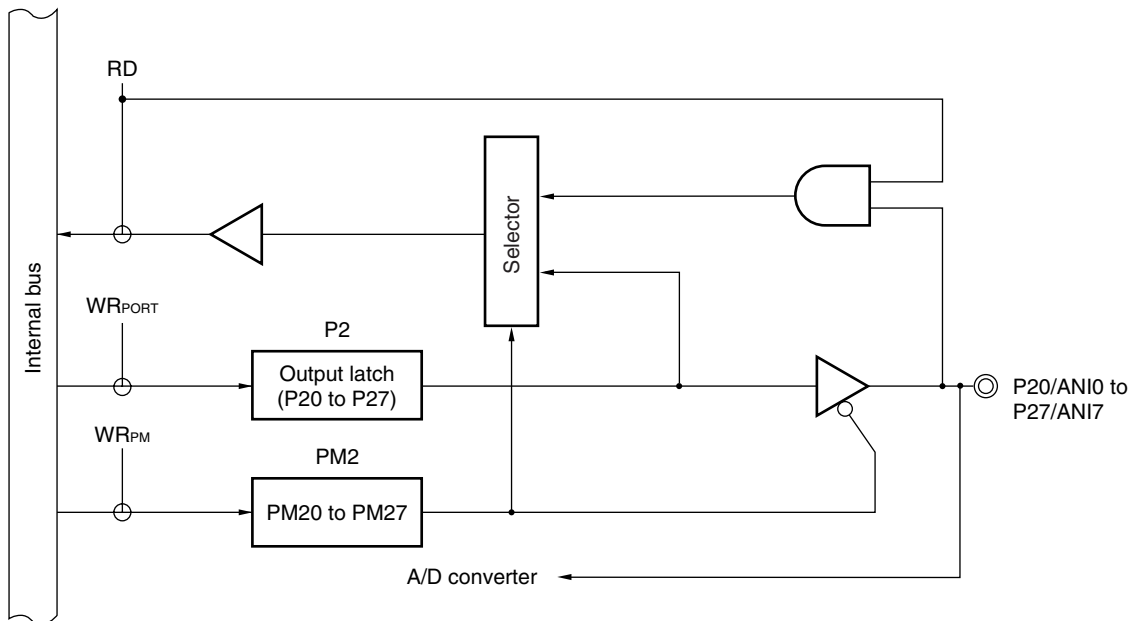 RD
Internal bus
Selector
WRPORT
P2
Output latch
(P20 to P27)
P20/ANI0 to
P27/ANI7
WRPM
PM2
PM20 to PM27
A/D converter